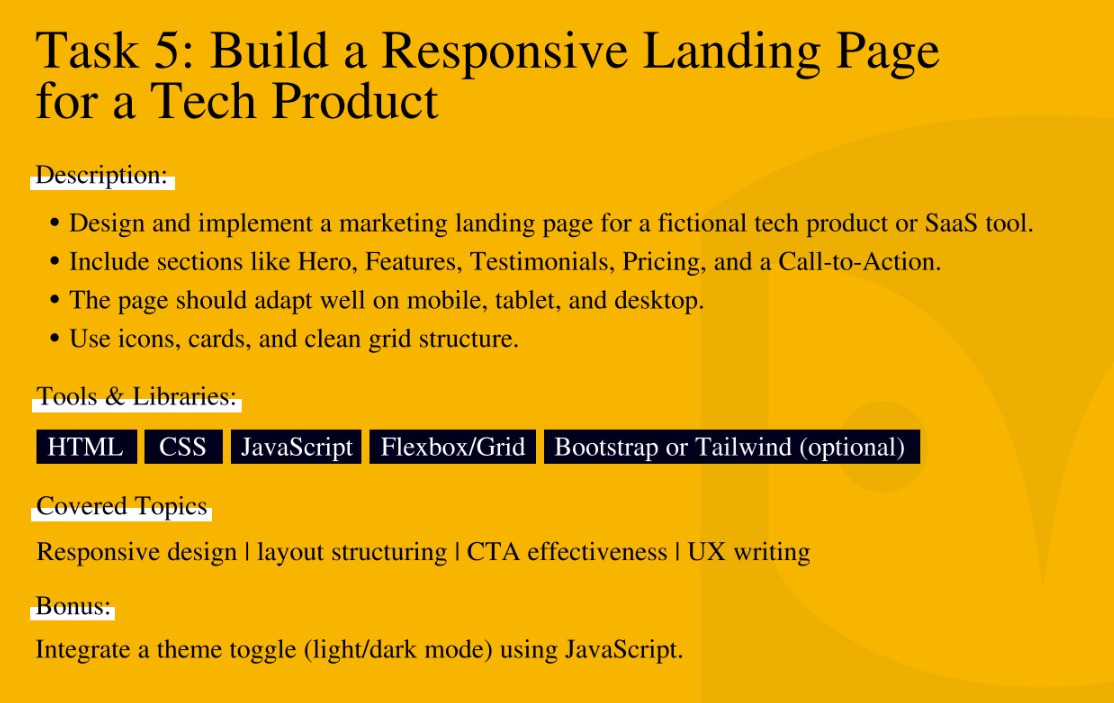 Task 5: Build a Responsive Landing Page
for a Tech Product
Description:
• Design and implement a marketing landing page for a fictional tech product or SaaS tool.
• Include sections like Hero, Features, Testimonials, Pricing, and a Call-to-Action.
• The page should adapt well on mobile, tablet, and desktop.
• Use icons, cards, and clean grid structure.
Tools & Libraries:
HTML CSS JavaScript Flexbox/Grid Bootstrap or Tailwind (optional)
Covered Topics
Responsive design | layout structuring | CTA effectiveness | UX writing
Bonus:
Integrate a theme toggle (light/dark mode) using JavaScript.